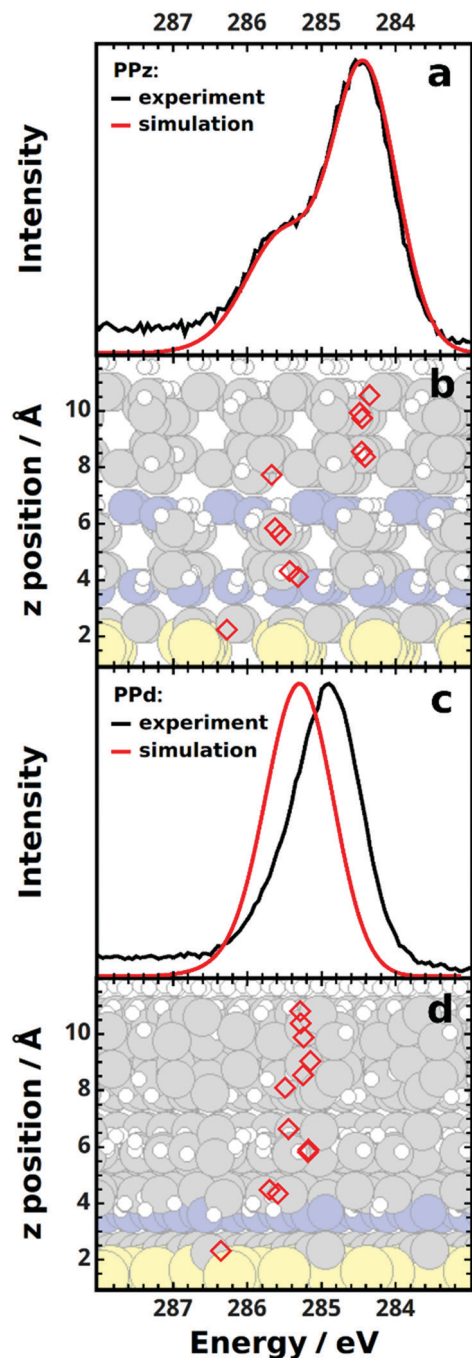 287 286 285 284
PPz:
experiment
simulation
a
Intensity
b
10
8
6
4
2
z position / Å
PPd:
experiment
simulation
c
Intensity
d
10
8
6
4
2
z position / Å
287 286 285 284
Energy / eV